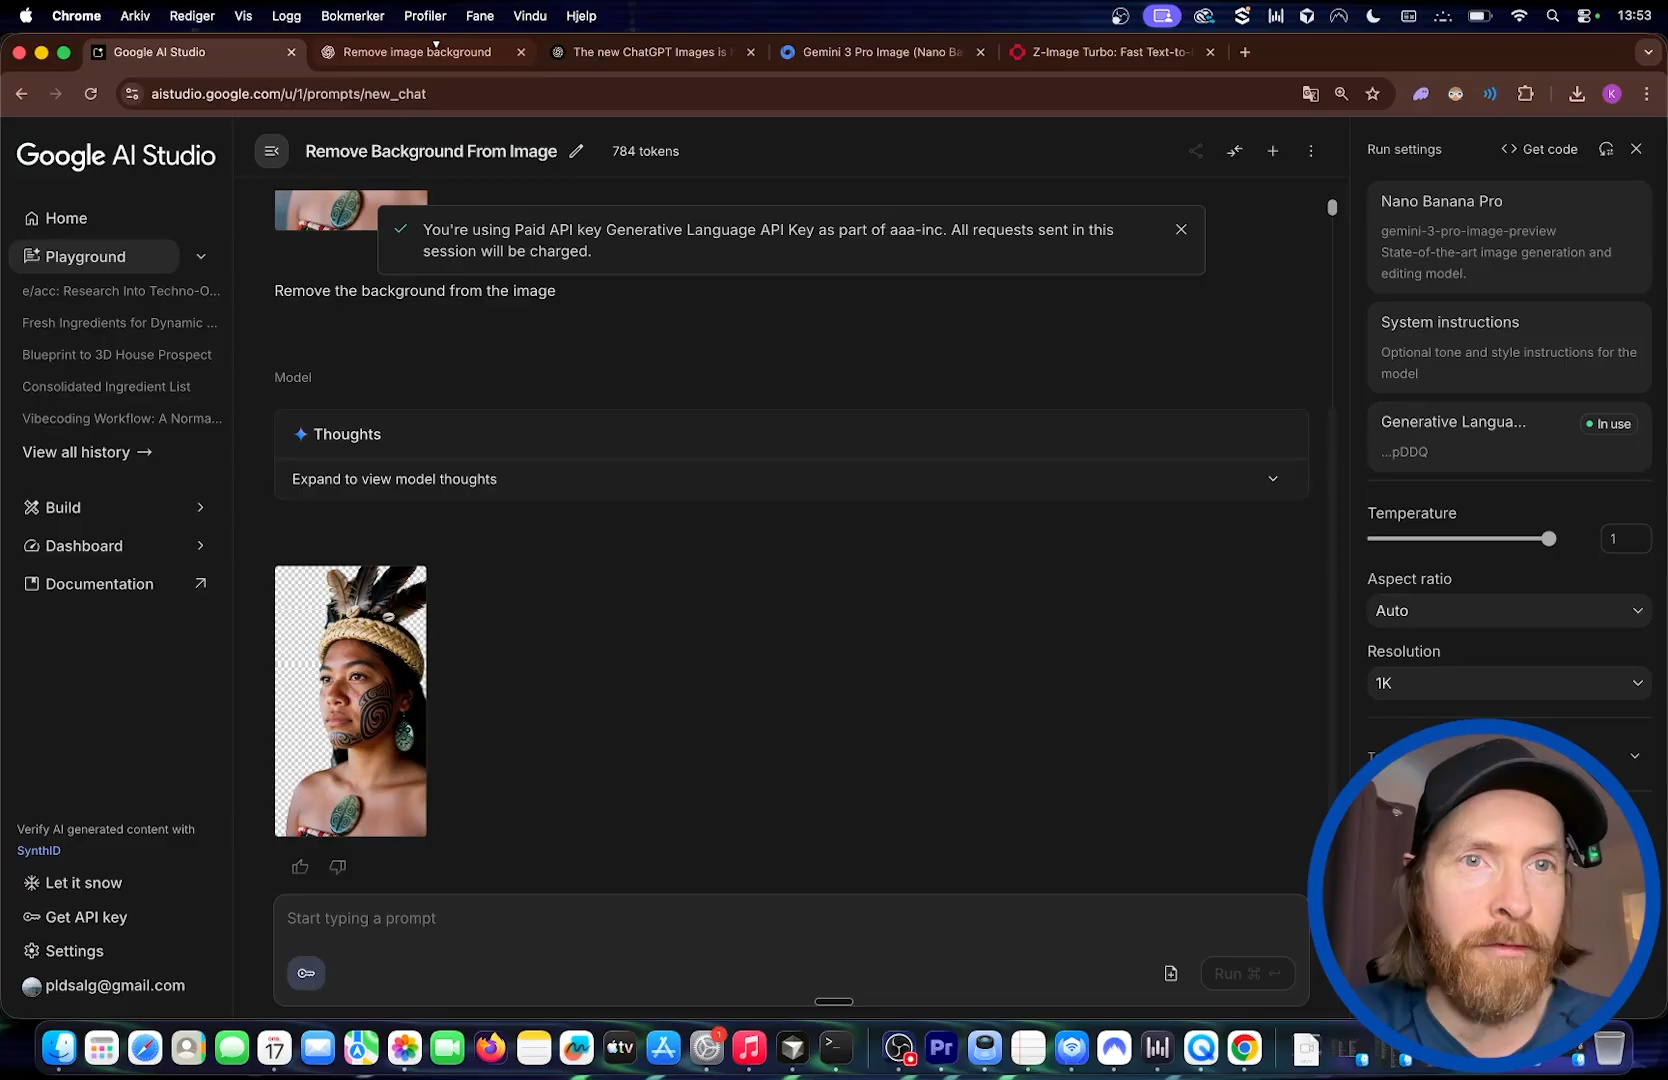 Chrome Arkiv Rediger Vis Logg Bokmerker Profiler Fane Vindu Hjelp 13:53
Google AI Studio
Remove image background
The new ChatGPT Images is
Gemini 3 Pro Image (Nano Ba
Z-Image Turbo: Fast Text-to-
aistudio.google.com/u/1/prompts/new_chat
K
Google AI Studio
Home
Playground
e/acc: Research Into Techno-O...
Fresh Ingredients for Dynamic ...
Blueprint to 3D House Prospect
Consolidated Ingredient List
Vibecoding Workflow: A Norma...
View all history →
Build
Dashboard
Documentation
Verify AI generated content with
SynthID
Let it snow
Get API key
Settings
pldsalg@gmail.com
Remove Background From Image
784 tokens
You're using Paid API key Generative Language API Key as part of aaa-inc. All requests sent in this
session will be charged.
Remove the background from the image
Model
Thoughts
Expand to view model thoughts
Start typing a prompt
Run ⌘ ↩
Run settings
<> Get code
Nano Banana Pro
gemini-3-pro-image-preview
State-of-the-art image generation and
editing model.
System instructions
Optional tone and style instructions for the
model
Generative Langua...
In use
...pDDQ
Temperature
1
Aspect ratio
Auto
Resolution
1K
17
tv
1
Pr